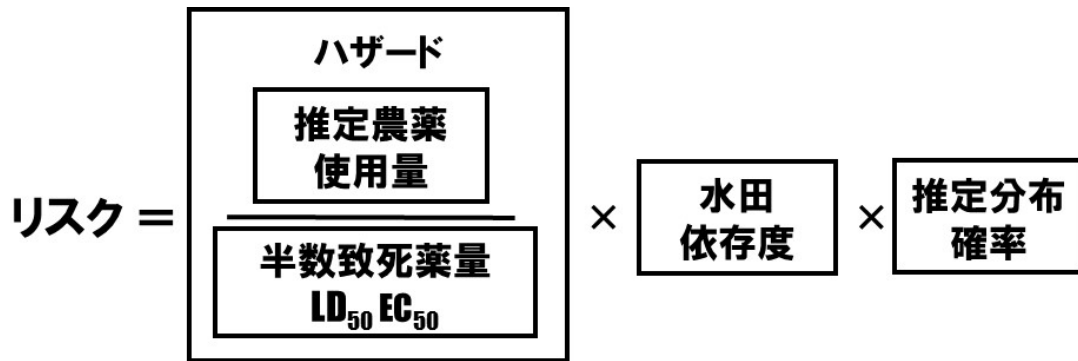 ハザード
推定農薬
使用量
リスク =
半数致死薬量
LD50 EC50
×
水田
依存度
×
推定分布
確率